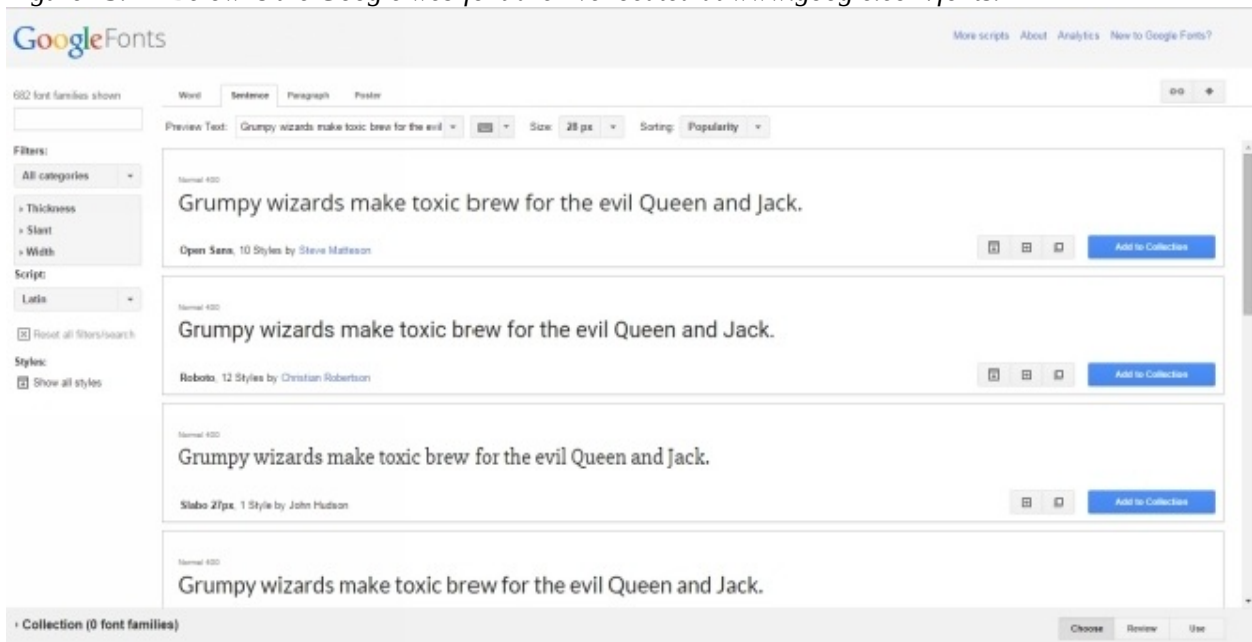 GoogleFonts
More scripts About Analytics New to Google Fonts?
682 font families shown
Word Sentence Paragraph Poster
Preview Text: Grumpy wizards make toxic brew for the evil Size: 28 px Sorting: Popularity
Filters:
All categories
Thickness
Slant
Width
Script:
Latin
Reset all filters/search
Styles:
Show all styles
Normal 400
Grumpy wizards make toxic brew for the evil Queen and Jack.
Open Sans, 10 Styles by Steve Matteson
Add to Collection
Normal 400
Grumpy wizards make toxic brew for the evil Queen and Jack.
Roboto, 12 Styles by Christian Robertson
Add to Collection
Normal 400
Grumpy wizards make toxic brew for the evil Queen and Jack.
Slabo 27px, 1 Style by John Hudson
Add to Collection
Normal 400
Grumpy wizards make toxic brew for the evil Queen and Jack.
Collection (0 font families)
Choose Review Use